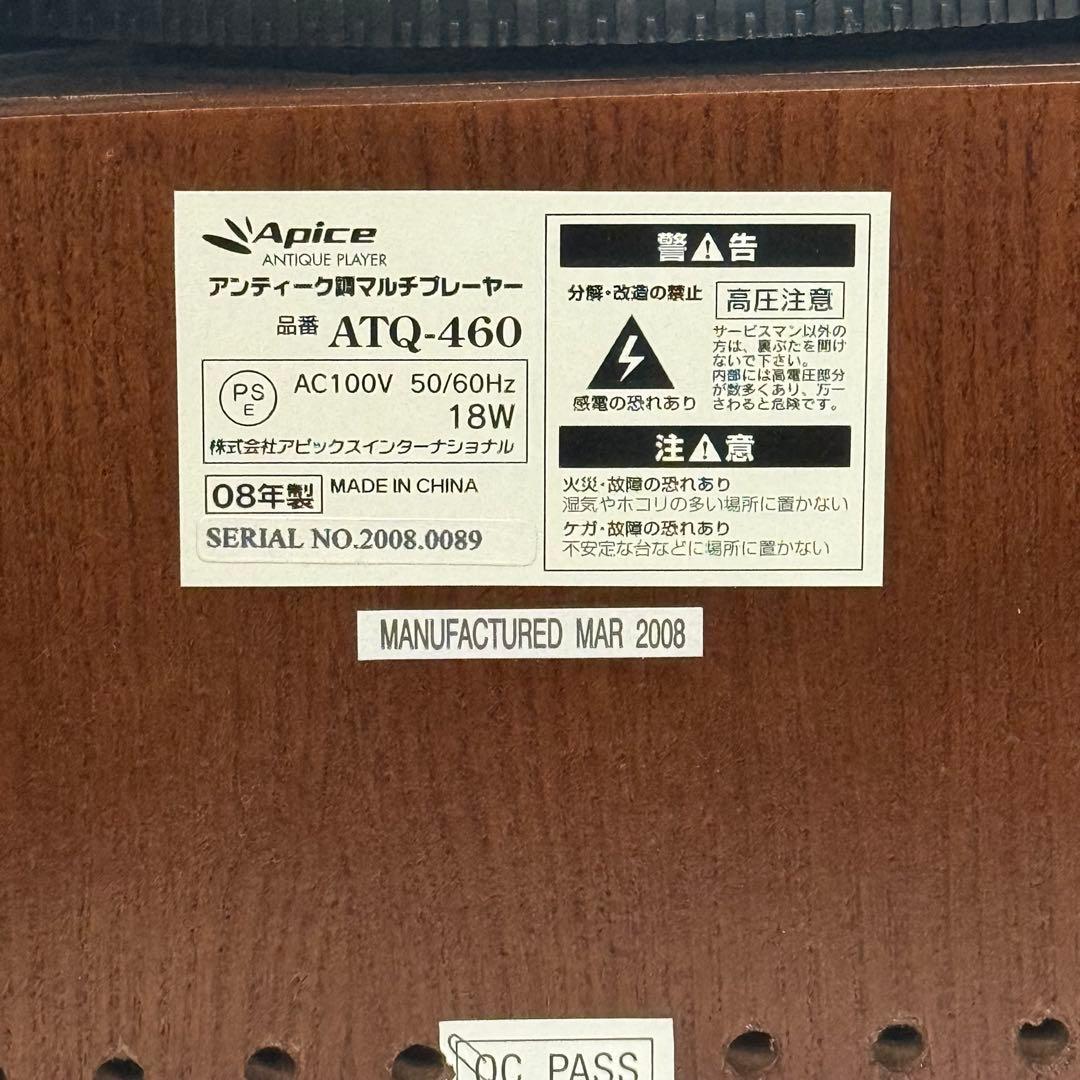 Apice
ANTIQUE PLAYER
アンティーク調マルチプレーヤー
品番 ATQ-460
PS
E
AC100V 50/60Hz
18W
株式会社アピックスインターナショナル
08年製 MADE IN CHINA
SERIAL NO.2008.0089
警告
分解・改造の禁止
高圧注意
感電の恐れあり
サービスマン以外の
方は、裏ぶたを開け
ないで下さい。
内部には高電圧部分
が数多くあり、万一
さわると危険です。
注意
火災・故障の恐れあり
湿気やホコリの多い場所に置かない
ケガ・故障の恐れあり
不安定な台などに場所に置かない
MANUFACTURED MAR 2008
QC PASS